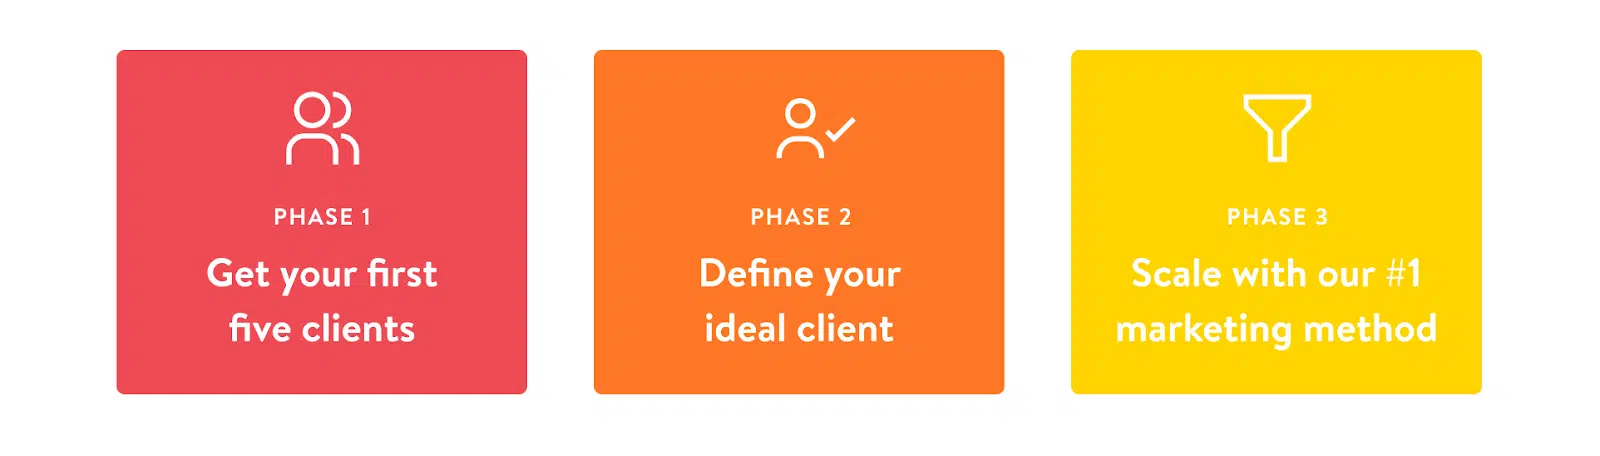 PHASE 1
Get your first
five clients
PHASE 2
Define your
ideal client
PHASE 3
Scale with our #1
marketing method